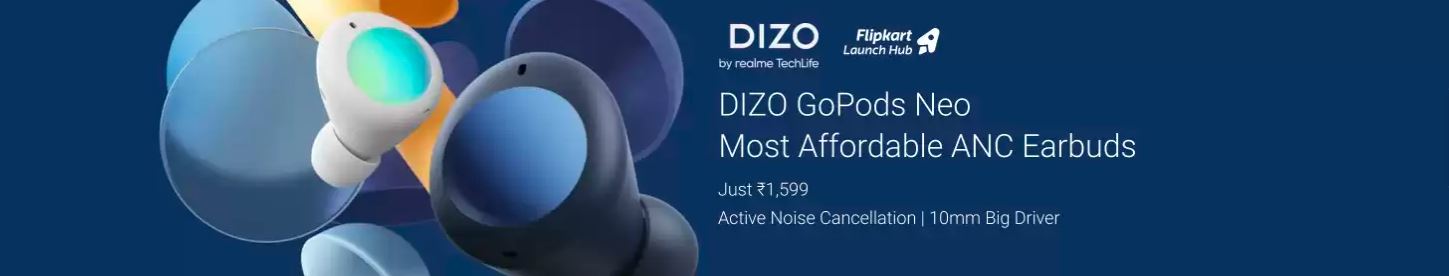 DIZO
by realme TechLife
Flipkart
Launch Hub
DIZO GoPods Neo
Most Affordable ANC Earbuds
Just ₹1,599
Active Noise Cancellation | 10mm Big Driver